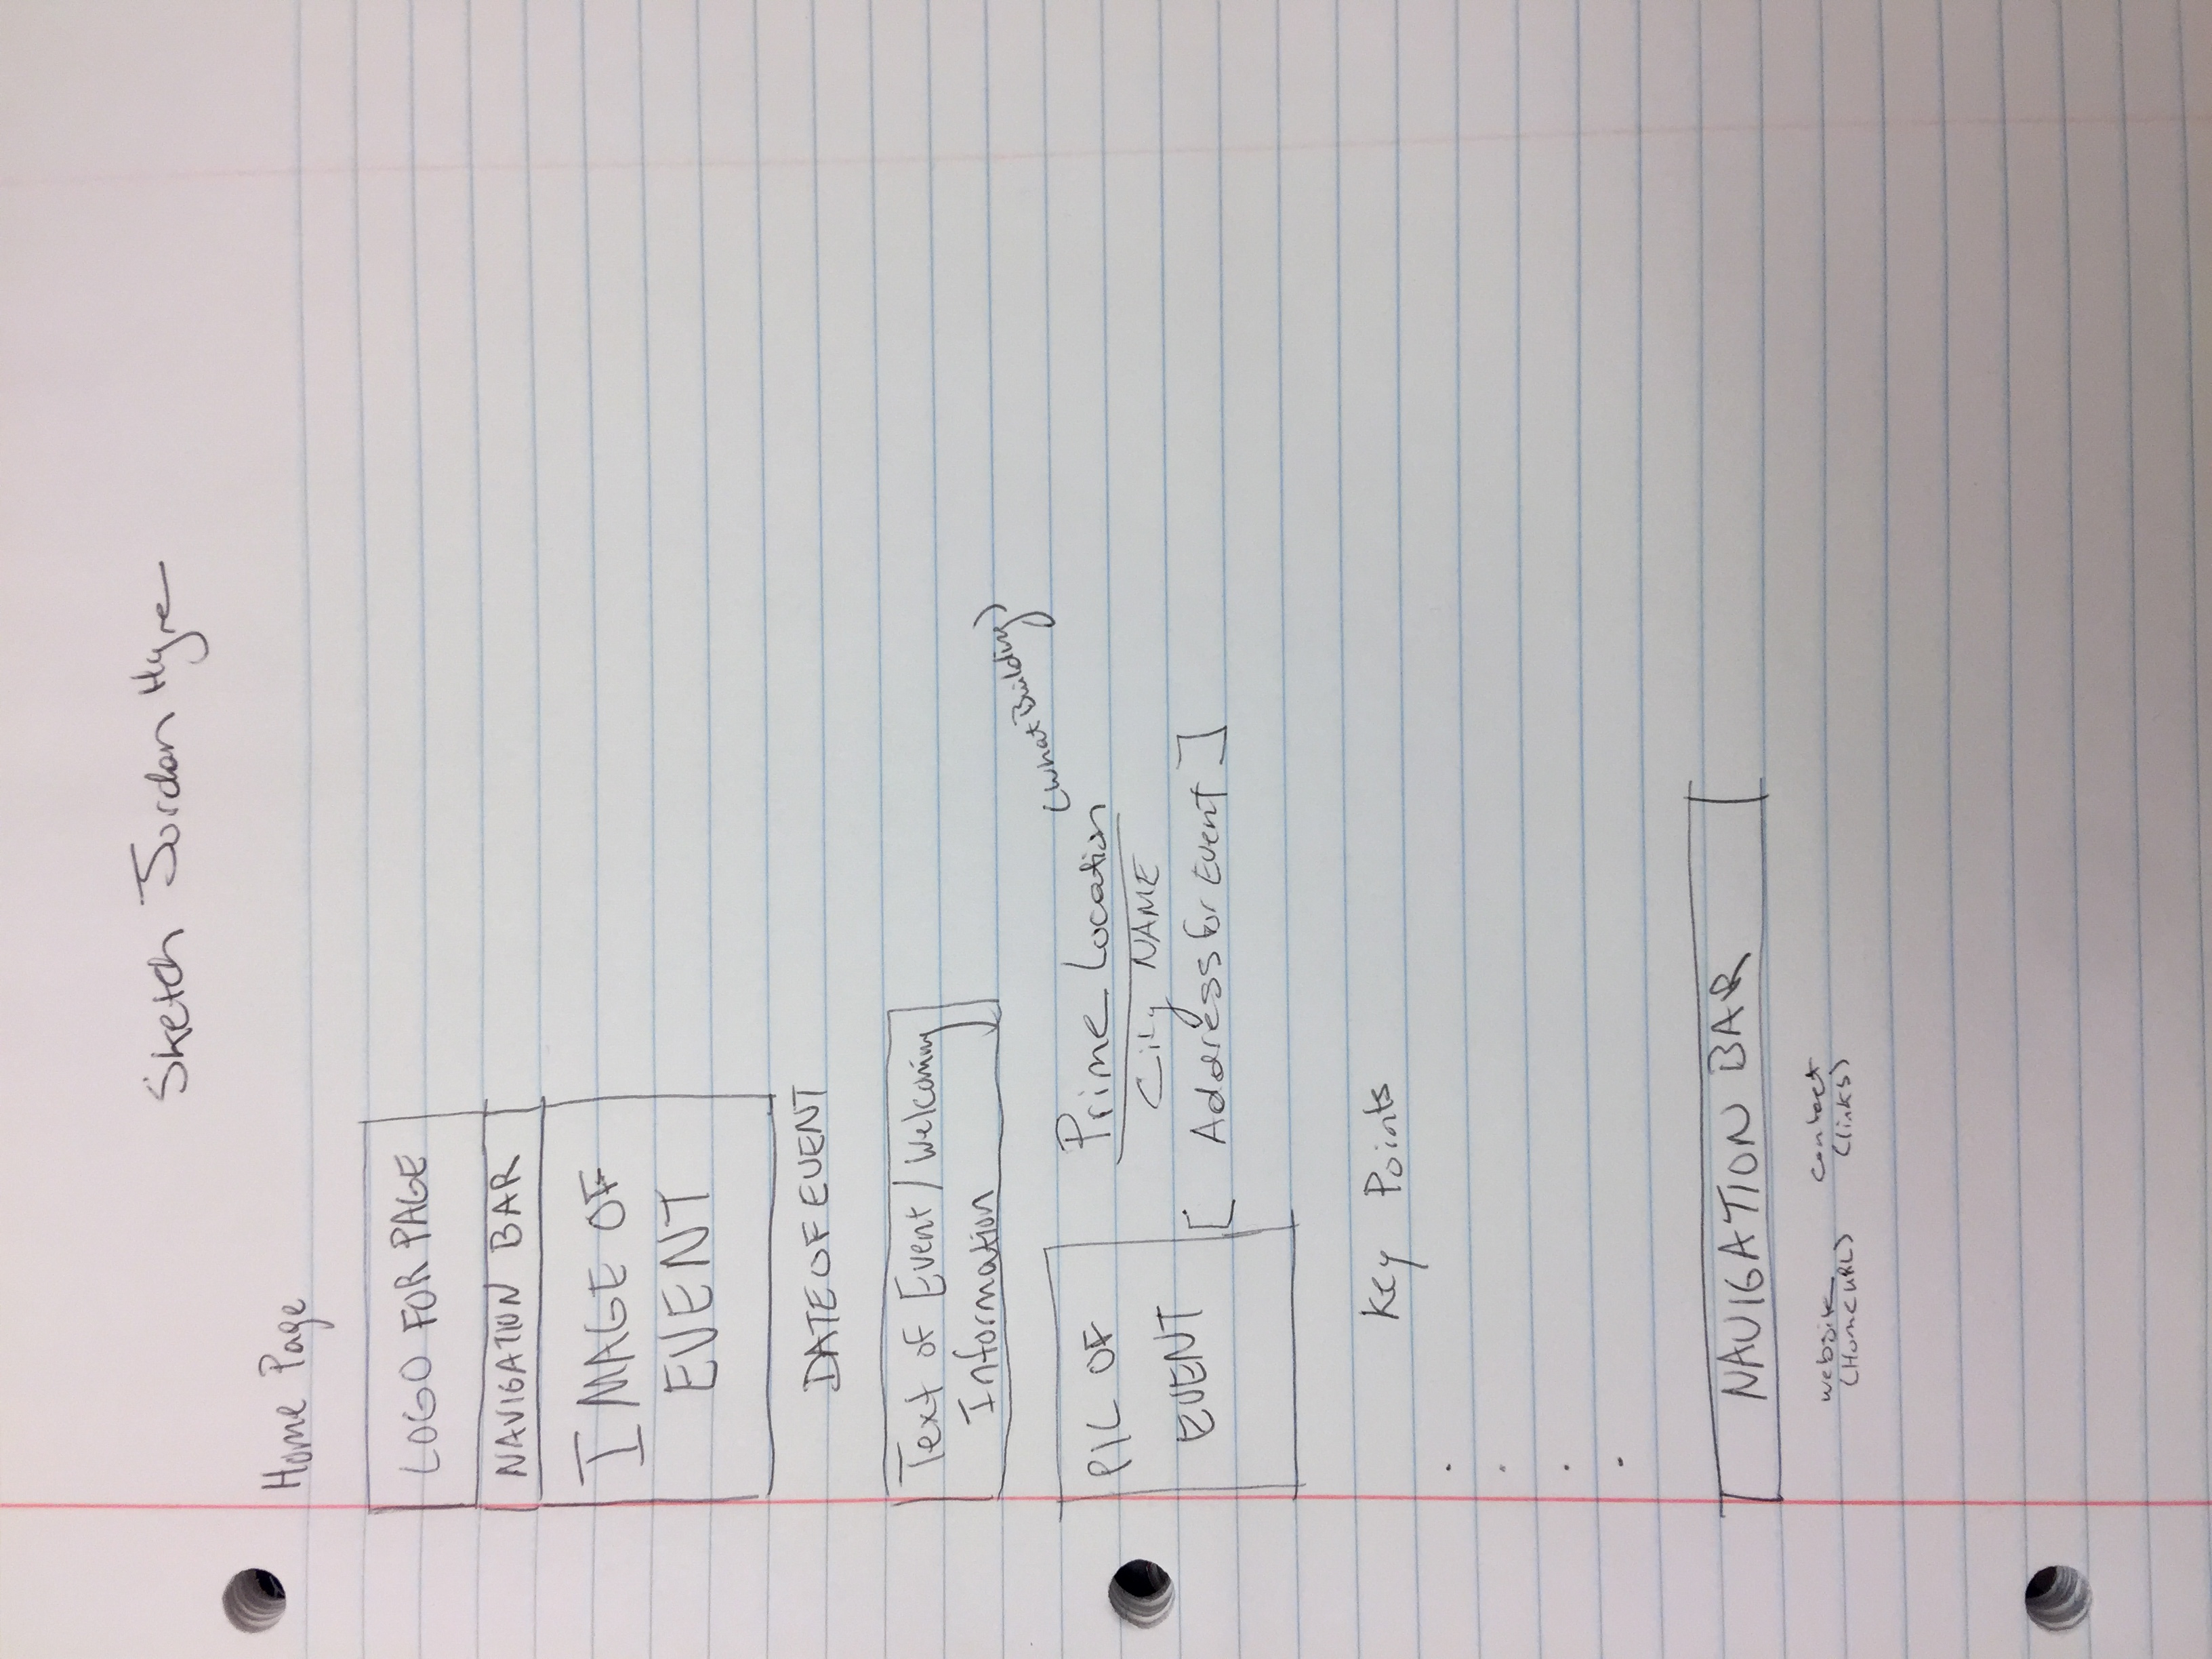 Sketch Jordan Hyre
Home Page
LOGO FOR PAGE
NAVIGATION BAR
IMAGE OF
EVENT
DATE OF EVENT
Text of Event / Welcoming
Information
(What Building)
PIC OF
EVENT
Prime Location
City NAME
[ Address for Event ]
Key Points
NAVIGATION BAR
website contact
(Home URL) (links)